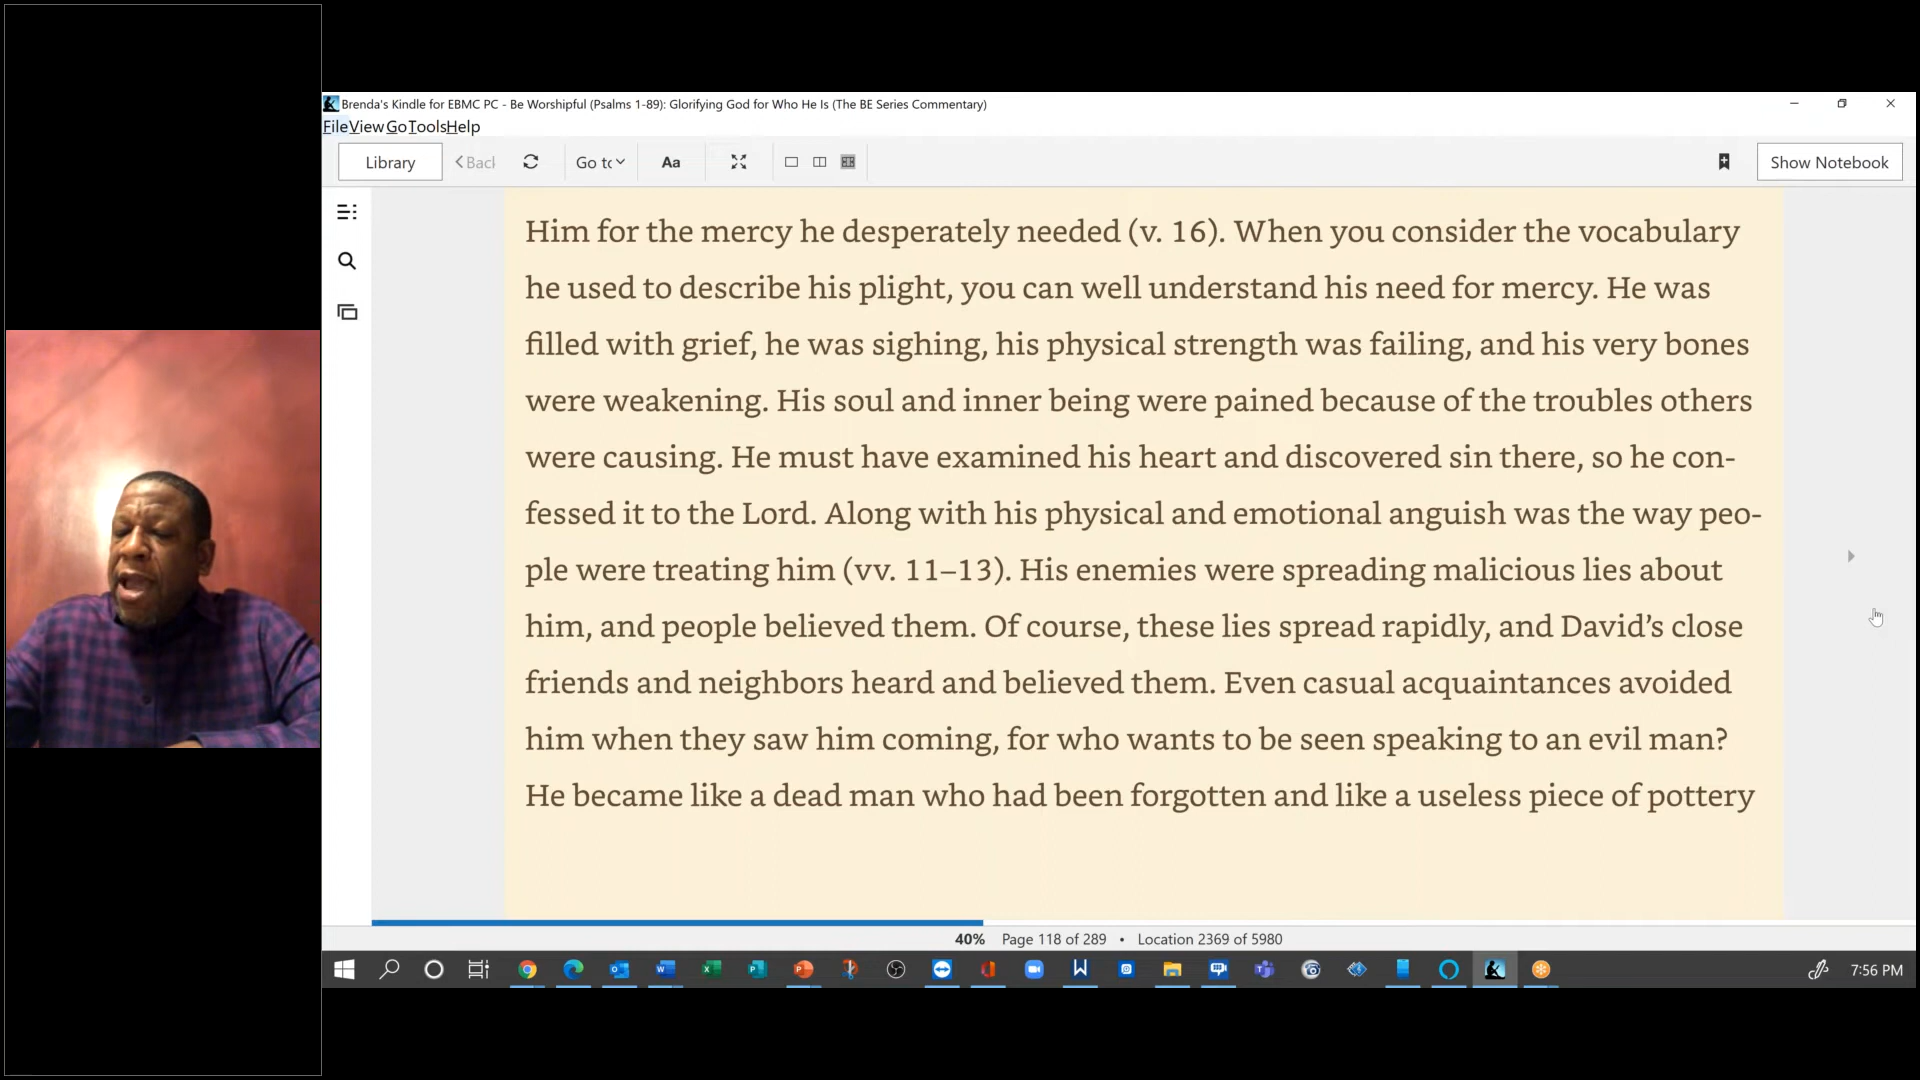 Brenda's Kindle for EBMC PC - Be Worshipful (Psalms 1-89): Glorifying God for Who He Is (The BE Series Commentary)
File View Go Tools Help
Library
Back
Go to
Aa
Show Notebook
Him for the mercy he desperately needed (v. 16). When you consider the vocabulary
he used to describe his plight, you can well understand his need for mercy. He was
filled with grief, he was sighing, his physical strength was failing, and his very bones
were weakening. His soul and inner being were pained because of the troubles others
were causing. He must have examined his heart and discovered sin there, so he con-
fessed it to the Lord. Along with his physical and emotional anguish was the way peo-
ple were treating him (vv. 11–13). His enemies were spreading malicious lies about
him, and people believed them. Of course, these lies spread rapidly, and David’s close
friends and neighbors heard and believed them. Even casual acquaintances avoided
him when they saw him coming, for who wants to be seen speaking to an evil man?
He became like a dead man who had been forgotten and like a useless piece of pottery
40% Page 118 of 289 • Location 2369 of 5980
7:56 PM